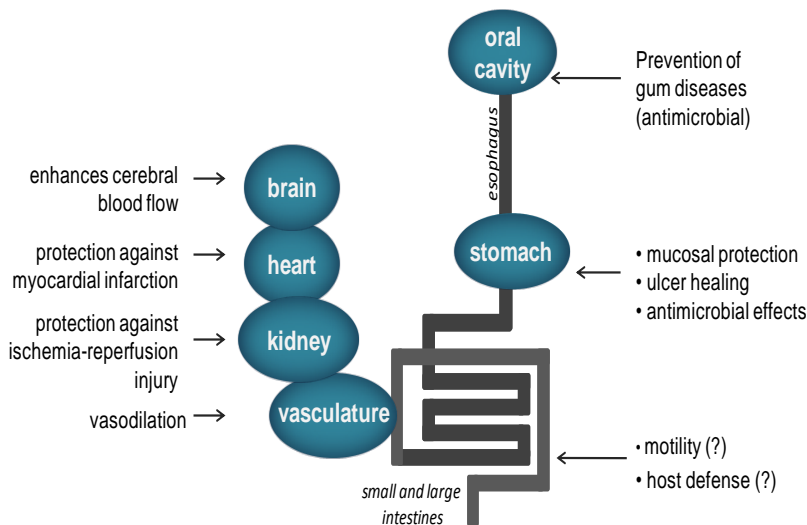 oral
cavity
Prevention of
gum diseases
(antimicrobial)
esophagus
enhances cerebral
blood flow
brain
protection against
myocardial infarction
heart
stomach
• mucosal protection
• ulcer healing
• antimicrobial effects
protection against
ischemia-reperfusion
injury
kidney
vasodilation
vasculature
• motility (?)
• host defense (?)
small and large
intestines